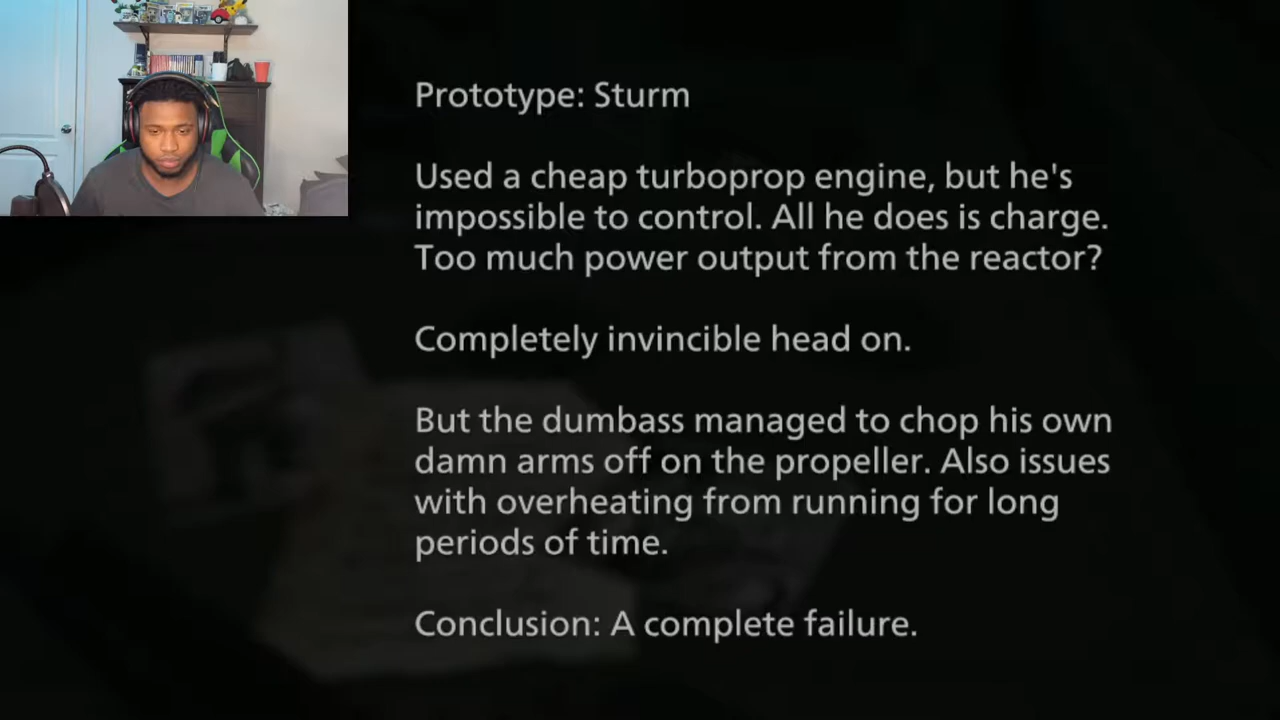 Prototype: Sturm
Used a cheap turboprop engine, but he's
impossible to control. All he does is charge.
Too much power output from the reactor?
Completely invincible head on.
But the dumbass managed to chop his own
damn arms off on the propeller. Also issues
with overheating from running for long
periods of time.
Conclusion: A complete failure.